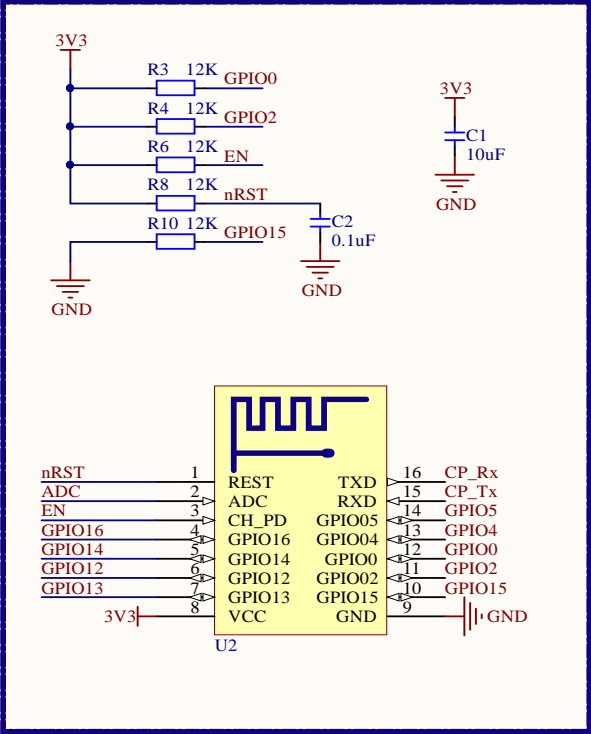 3V3
R3 12K GPIO0
R4 12K GPIO2
R6 12K EN
R8 12K nRST
R10 12K GPIO15
C2
0.1uF
GND
GND
3V3
C1
10uF
GND
nRST 1 REST TXD 16 CP_Rx
ADC 2 ADC RXD 15 CP_Tx
EN 3 CH_PD GPIO05 14 GPIO5
GPIO16 4 GPIO16 GPIO04 13 GPIO4
GPIO14 5 GPIO14 GPIO0 12 GPIO0
GPIO12 6 GPIO12 GPIO02 11 GPIO2
GPIO13 7 GPIO13 GPIO15 10 GPIO15
3V3 8 VCC GND 9 GND
U2